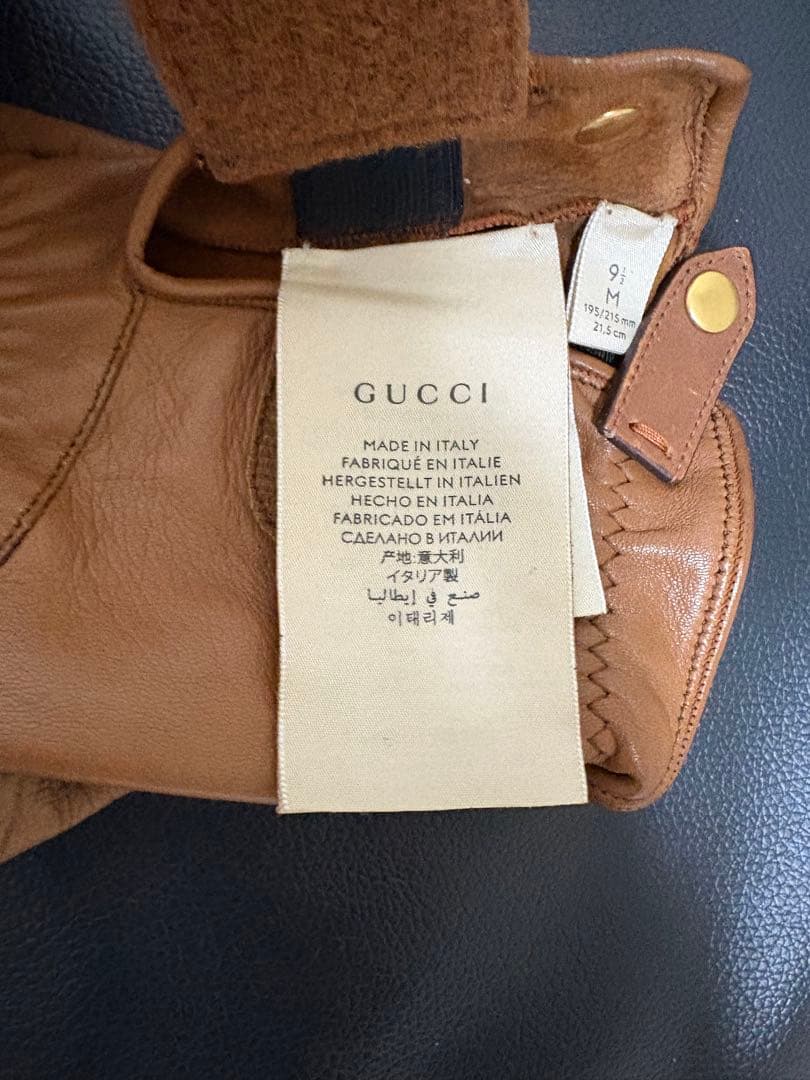 GUCCI
MADE IN ITALY
FABRIQUÉ EN ITALIE
HERGESTELLT IN ITALIEN
HECHO EN ITALIA
FABRICADO EM ITÁLIA
СДЕЛАНО В ИТАЛИИ
产地:意大利
イタリア製
صنع في إيطاليا
이태리제
9½
M
195/215 mm
21,5 cm